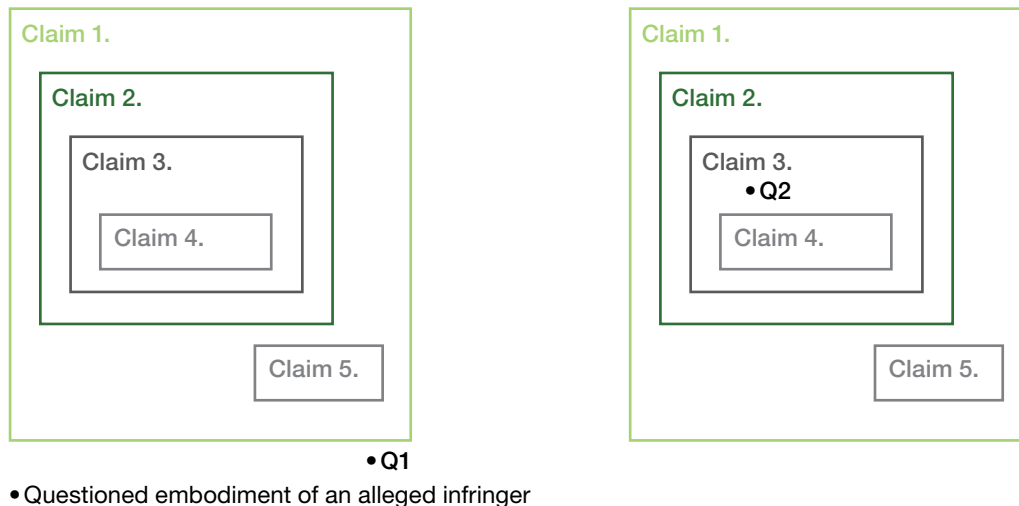 Claim 1.
Claim 2.
Claim 3.
Claim 4.
Claim 5.
•Q1
•Questioned embodiment of an alleged infringer
Claim 1.
Claim 2.
Claim 3.
•Q2
Claim 4.
Claim 5.